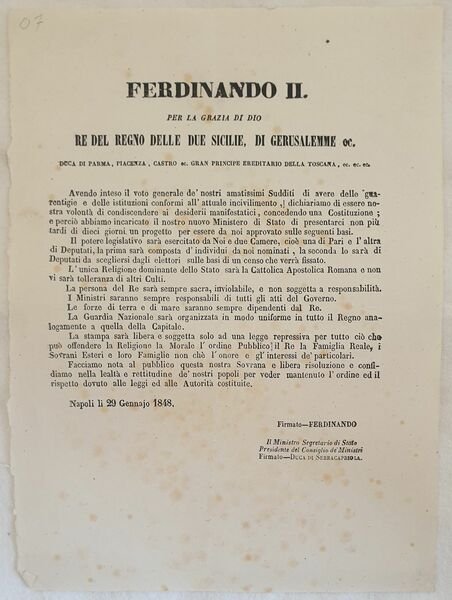 07
FERDINANDO II.
PER LA GRAZIA DI DIO
RE DEL REGNO DELLE DUE SICILIE, DI GERUSALEMME ec.
DUCA DI PARMA, PIACENZA, CASTRO ec. GRAN PRINCIPE EREDITARIO DELLA TOSCANA, ec. ec. ec.
Avendo inteso il voto generale de' nostri amatissimi Sudditi di avere delle guarentigie e delle istituzioni conformi all'attuale incivilimento, dichiariamo di essere nostra volontà di condiscendere ai desiderii manifestatici, concedendo una Costituzione;
e perciò abbiamo incaricato il nostro nuovo Ministero di Stato di presentarci non più
tardi di dieci giorni un progetto per essere da noi approvato sulle seguenti basi.
Il potere legislativo sarà esercitato da Noi e due Camere, cioè una di Pari e l'altra
di Deputati, la prima sarà composta d'individui da noi nominati, la seconda lo sarà di
Deputati da scegliersi dagli elettori sulle basi di un censo che verrà fissato.
L'unica Religione dominante dello Stato sarà la Cattolica Apostolica Romana e non
vi sarà tolleranza di altri Culti.
La persona del Re sarà sempre sacra, inviolabile, e non soggetta a responsabilità.
I Ministri saranno sempre responsabili di tutti gli atti del Governo.
Le forze di terra e di mare saranno sempre dipendenti dal Re.
La Guardia Nazionale sarà organizzata in modo uniforme in tutto il Regno analogamente a quella della Capitale.
La stampa sarà libera e soggetta solo ad una legge repressiva per tutto ciò che
può offendere la Religione la Morale l'ordine Pubblico, il Re la Famiglia Reale, i
Sovrani Esteri e loro Famiglie non chè l'onore e gl'interessi de' particolari.
Facciamo nota al pubblico questa nostra Sovrana e libera risoluzione e confidiamo nella lealtà e rettitudine de' nostri popoli per veder mantenuto l'ordine ed il
rispetto dovuto alle leggi ed alle Autorità costituite.
Napoli lì 29 Gennajo 1848.
Firmato—FERDINANDO
Il Ministro Segretario di Stato
Presidente del Consiglio de Ministri
Firmato—DUCA DI SERRACAPRIOLA.